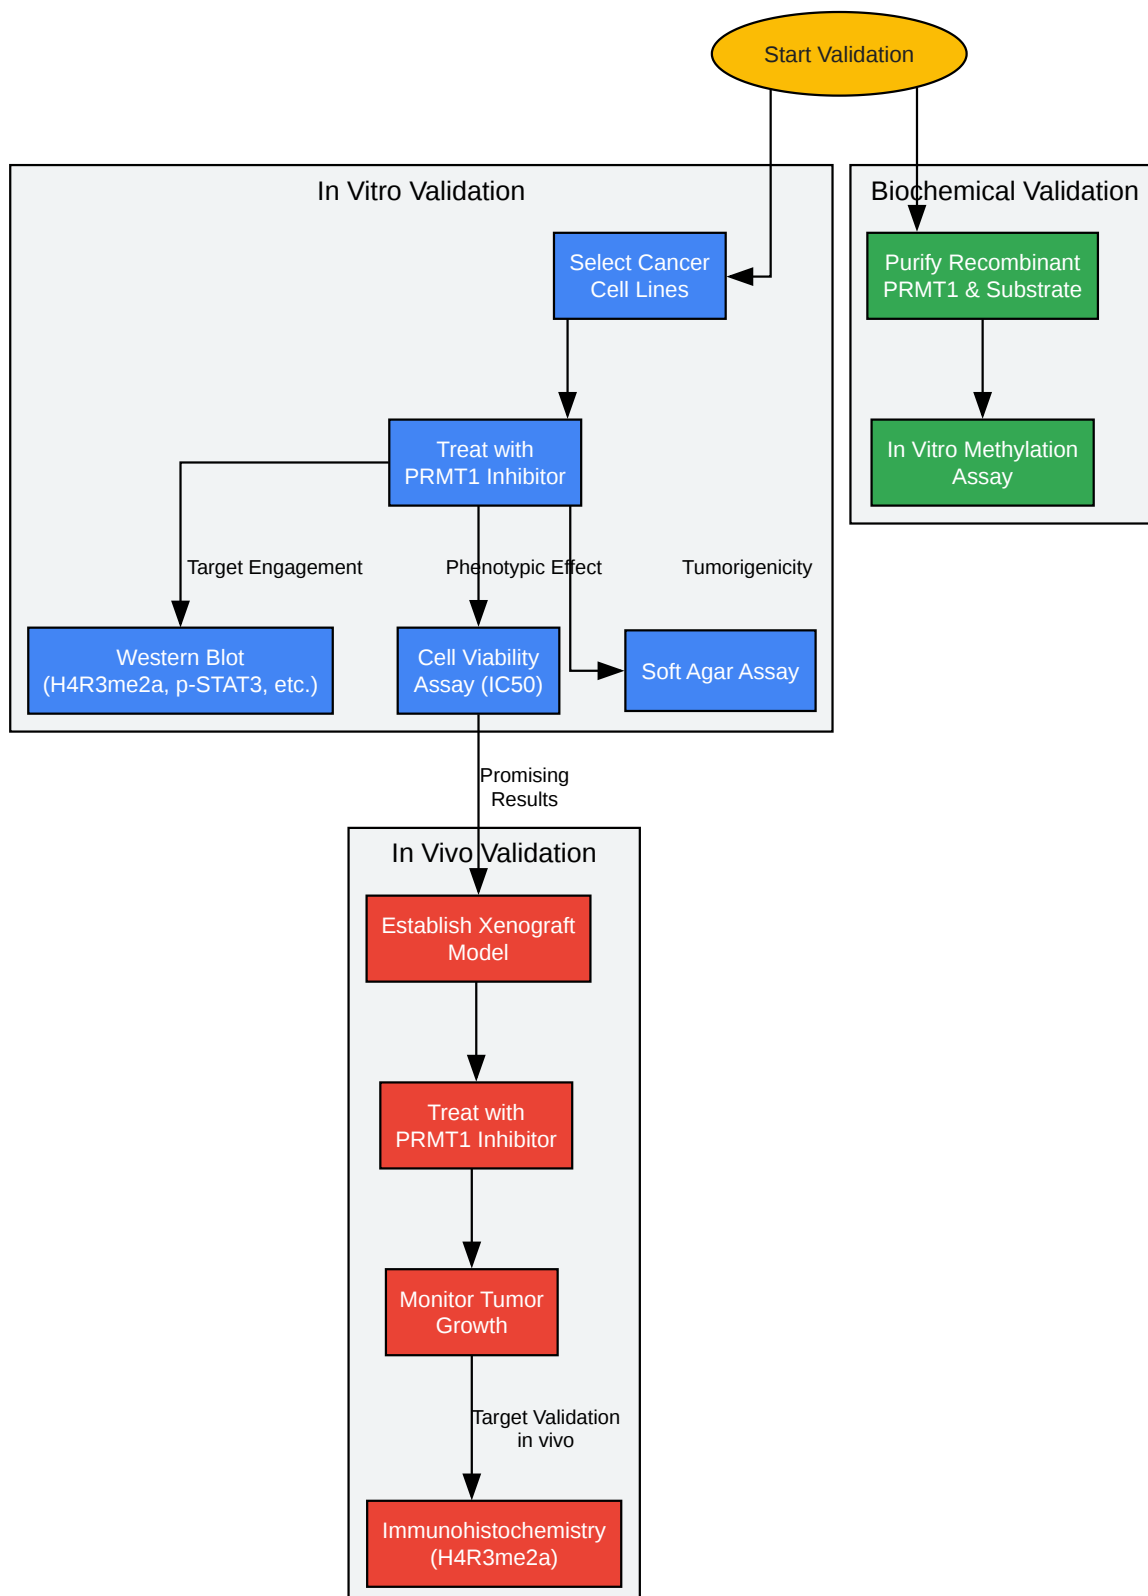 Start Validation
In Vitro Validation
Biochemical Validation
Select Cancer
Cell Lines
Purify Recombinant
PRMT1 & Substrate
Treat with
PRMT1 Inhibitor
In Vitro Methylation
Assay
Target Engagement
Phenotypic Effect
Tumorigenicity
Western Blot
(H4R3me2a, p-STAT3, etc.)
Cell Viability
Assay (IC50)
Soft Agar Assay
Promising
Results
In Vivo Validation
Establish Xenograft
Model
Treat with
PRMT1 Inhibitor
Monitor Tumor
Growth
Target Validation
in vivo
Immunohistochemistry
(H4R3me2a)